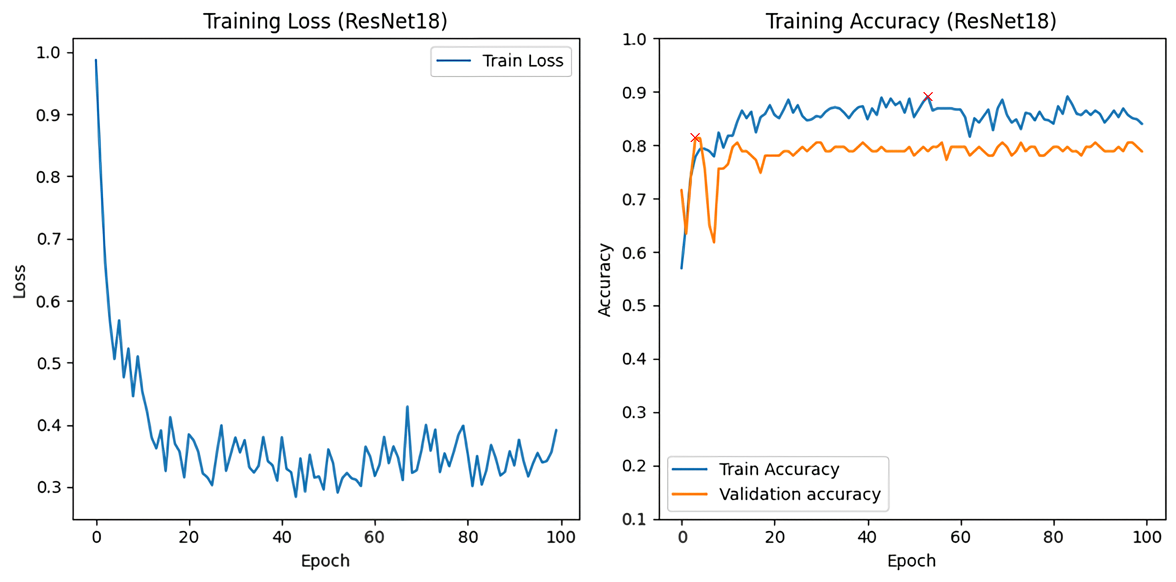 Training Loss (ResNet18)
Train Loss
1.0
0.9
0.8
0.7
0.6
0.5
0.4
0.3
Loss
0 20 40 60 80 100
Epoch
Training Accuracy (ResNet18)
1.0
0.9
0.8
0.7
0.6
0.5
0.4
0.3
0.2
0.1
Accuracy
Train Accuracy
Validation accuracy
0 20 40 60 80 100
Epoch